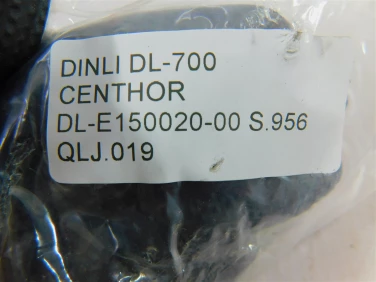 DINLI DL-700
CENTHOR
DL-E150020-00 S.956
QLJ.019